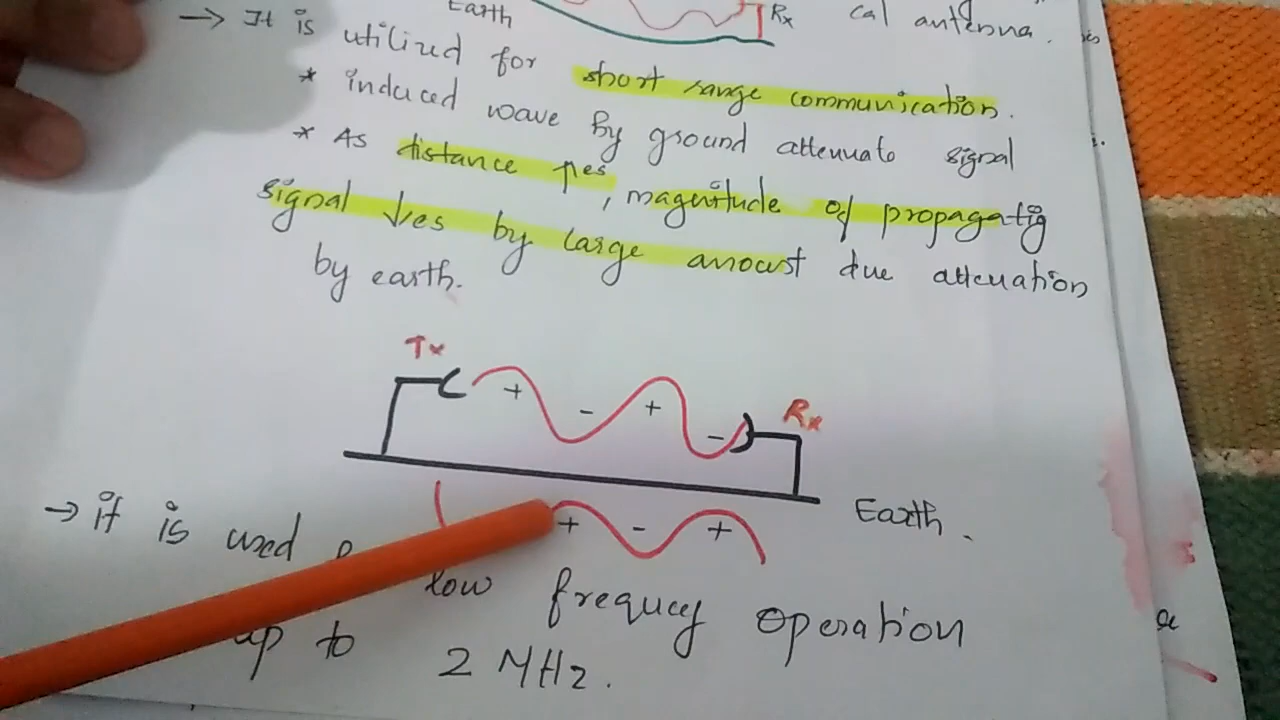 Earth
Rx
cal antenna.
→ It is utilized for short range communication.
* induced wave by ground attenuate signal
* As distance ↑es, magnitude of propagatig
signal ↓es by large amoust due attenuation
by earth.
Tx
+ - + -
Rx
Earth.
+ - +
→ it is used
low frequecy operation
up to 2 MHz.